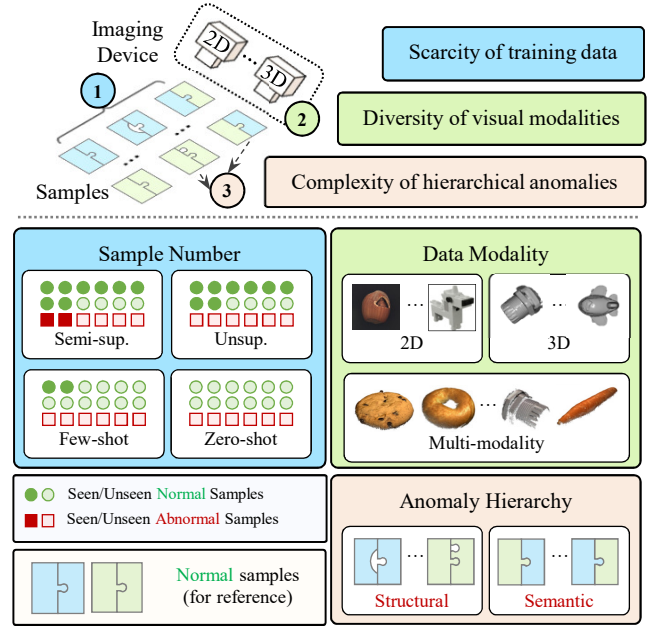 Imaging
Device
2D
3D
1
2
3
Samples
Scarcity of training data
Diversity of visual modalities
Complexity of hierarchical anomalies
Sample Number
Semi-sup.
Unsup.
Few-shot
Zero-shot
Data Modality
2D
3D
Multi-modality
Seen/Unseen Normal Samples
Seen/Unseen Abnormal Samples
Normal samples
(for reference)
Anomaly Hierarchy
Structural
Semantic